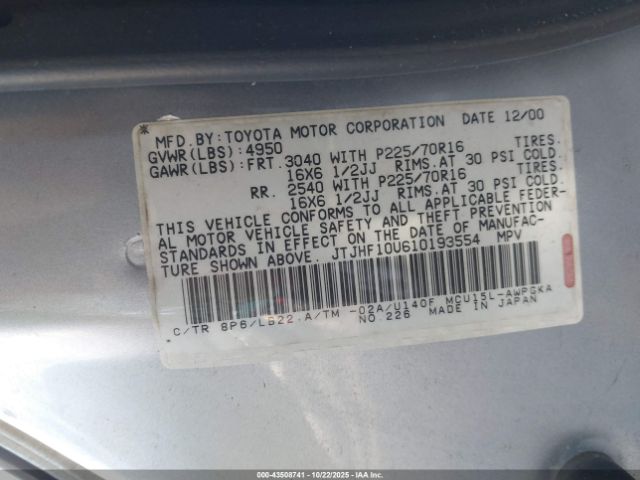 * MFD.BY:TOYOTA MOTOR CORPORATION DATE 12/00
GVWR(LBS):4950
GAWR(LBS):FRT.3040 WITH P225/70R16 TIRES.
16X6 1/2JJ RIMS.AT 30 PSI COLD.
RR. 2540 WITH P225/70R16 TIRES.
16X6 1/2JJ RIMS.AT 30 PSI COLD.
THIS VEHICLE CONFORMS TO ALL APPLICABLE FEDER-
AL MOTOR VEHICLE SAFETY AND THEFT PREVENTION
STANDARDS IN EFFECT ON THE DATE OF MANUFAC-
TURE SHOWN ABOVE. JTJHF10U610193554 MPV
C/TR 8P6/LB22.A/TM -02A/U140F MCU15L-AWPGKA
NO.226 MADE IN JAPAN
000-43508741 | 10/22/2025 | IAAI.CA